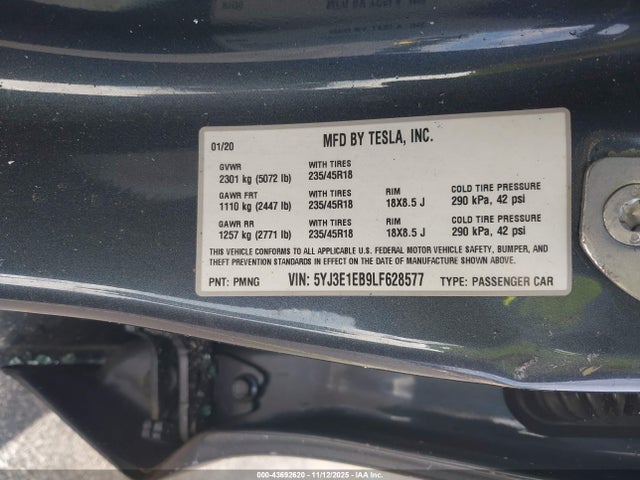 01/20 MFD BY TESLA, INC.
GVWR WITH TIRES
2301 kg (5072 lb) 235/45R18
GAWR FRT WITH TIRES RIM COLD TIRE PRESSURE
1110 kg (2447 lb) 235/45R18 18X8.5 J 290 kPa, 42 psi
GAWR RR WITH TIRES RIM COLD TIRE PRESSURE
1257 kg (2771 lb) 235/45R18 18X8.5 J 290 kPa, 42 psi
THIS VEHICLE CONFORMS TO ALL APPLICABLE U.S. FEDERAL MOTOR VEHICLE SAFETY, BUMPER, AND
THEFT PREVENTION STANDARDS IN EFFECT ON THE DATE OF MANUFACTURE SHOWN ABOVE.
PNT: PMNG VIN: 5YJ3E1EB9LF628577 TYPE: PASSENGER CAR
000-43692620 - 11/12/2025 - IAAI.COM